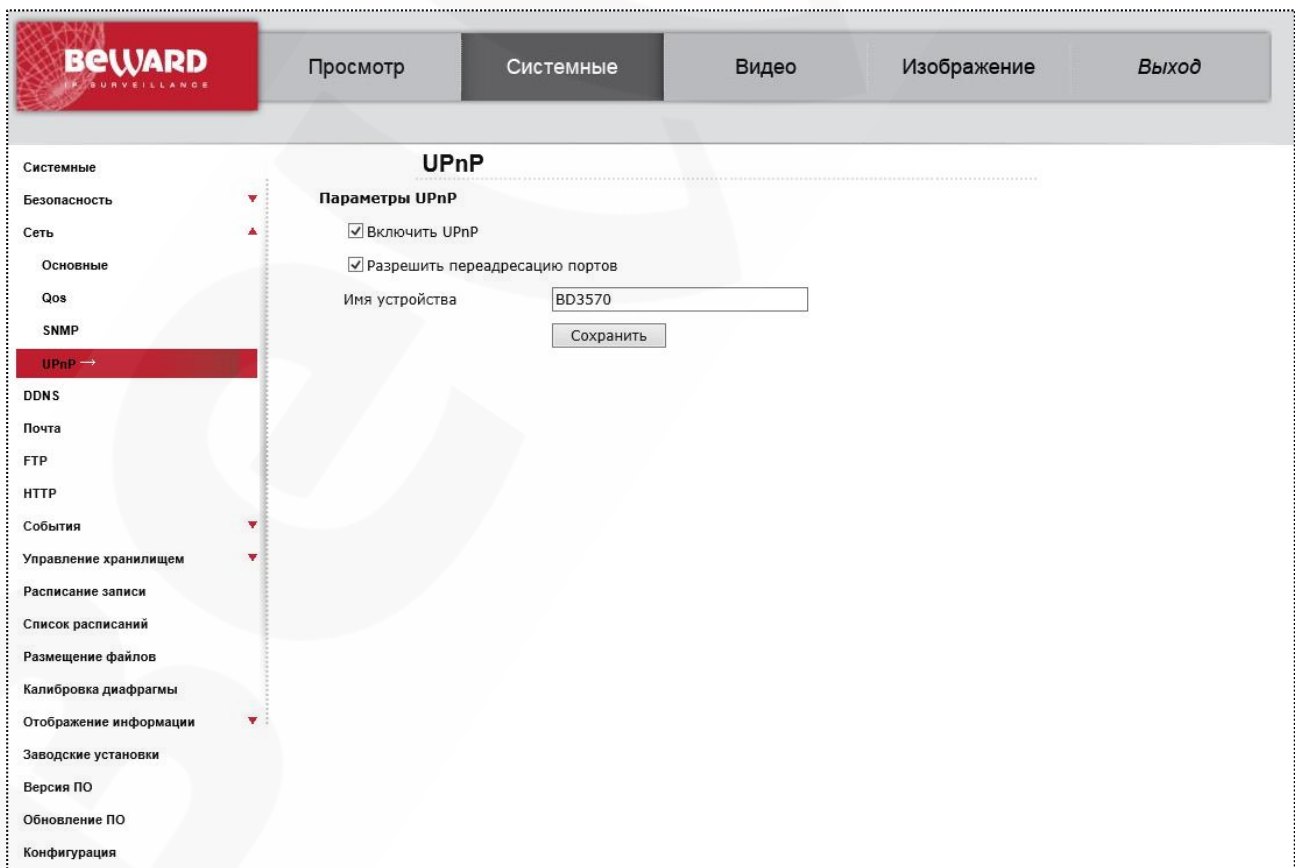 BEWARD
IP SURVEILLANCE
Просмотр
Системные
Видео
Изображение
Выход
Системные
Безопасность
Сеть
Основные
Qos
SNMP
UPnP →
DDNS
Почта
FTP
HTTP
События
Управление хранилищем
Расписание записи
Список расписаний
Размещение файлов
Калибровка диафрагмы
Отображение информации
Заводские установки
Версия ПО
Обновление ПО
Конфигурация
UPnP
Параметры UPnP
Включить UPnP
Разрешить переадресацию портов
Имя устройства BD3570
Сохранить